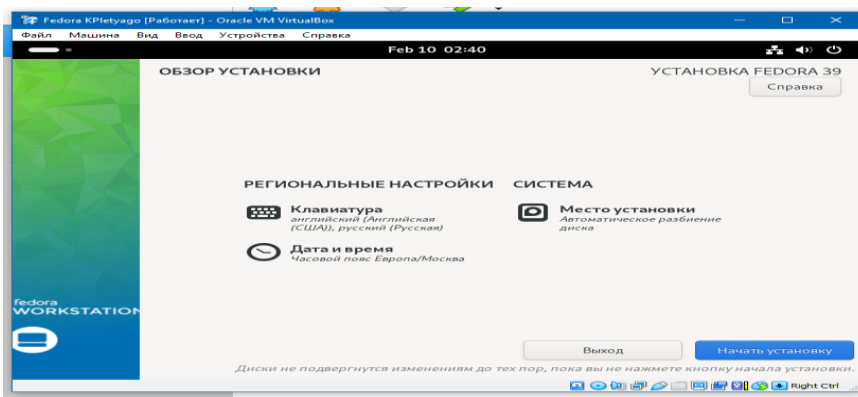 Fedora KPletyago [Работает] - Oracle VM VirtualBox
Файл Машина Вид Ввод Устройства Справка
Feb 10 02:40
ОБЗОР УСТАНОВКИ
УСТАНОВКА FEDORA 39
Справка
РЕГИОНАЛЬНЫЕ НАСТРОЙКИ
СИСТЕМА
Клавиатура
английский (Английская
(США)), русский (Русская)
Место установки
Автоматическое разбиение
диска
Дата и время
Часовой пояс Европа/Москва
fedora
WORKSTATION
Выход
Начать установку
Диски не подвергнутся изменениям до тех пор, пока вы не нажмете кнопку начала установки.
Right Ctrl